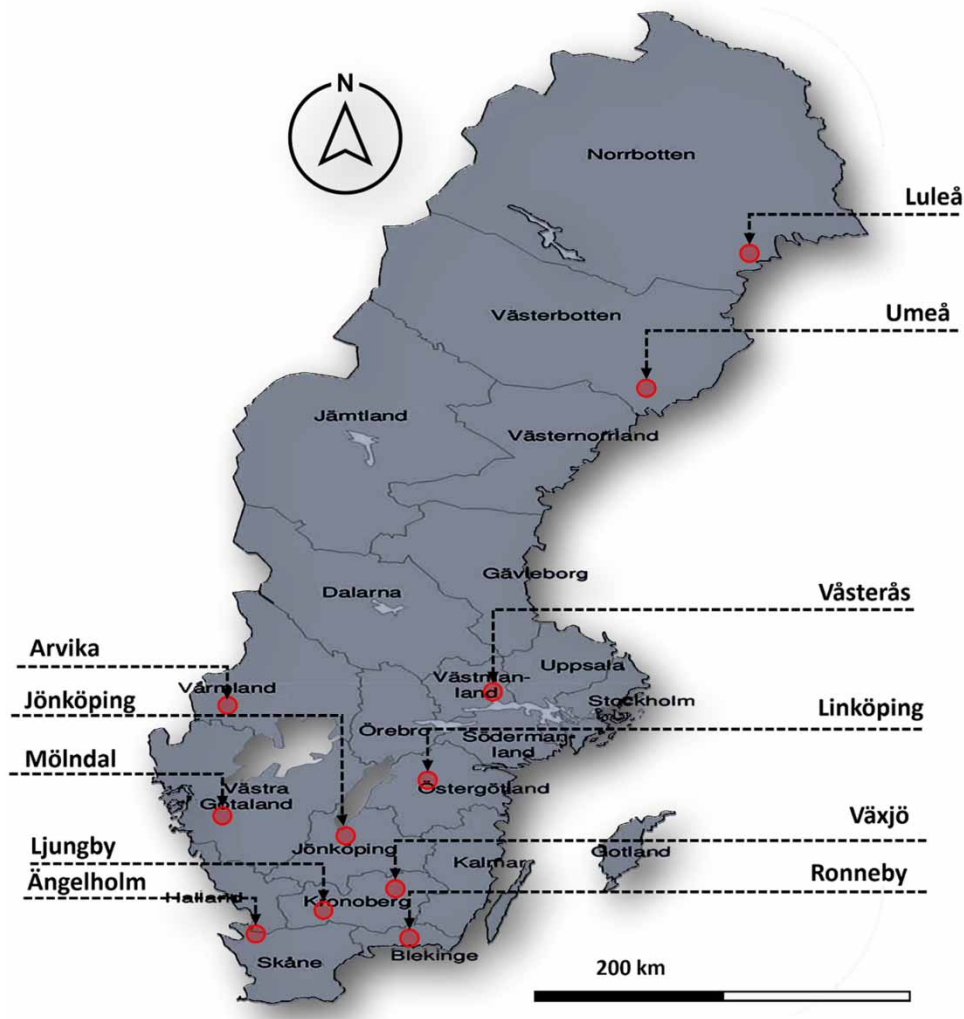 N
Norrbotten
Luleå
Västerbotten
Umeå
Jämtland
Västernorrland
Gävleborg
Dalarna
Våsterås
Arvika
Uppsala
Västman-
land
Värmland
Stockholm
Jönköping
Örebro
Linköping
Söderman
land
Mölndal
Västra
Götaland
Östergötland
Växjö
Jönköping
Ljungby
Kalmar
Gotland
Ronneby
Ängelholm
Halland
Kronoberg
Blekinge
Skåne
200 km